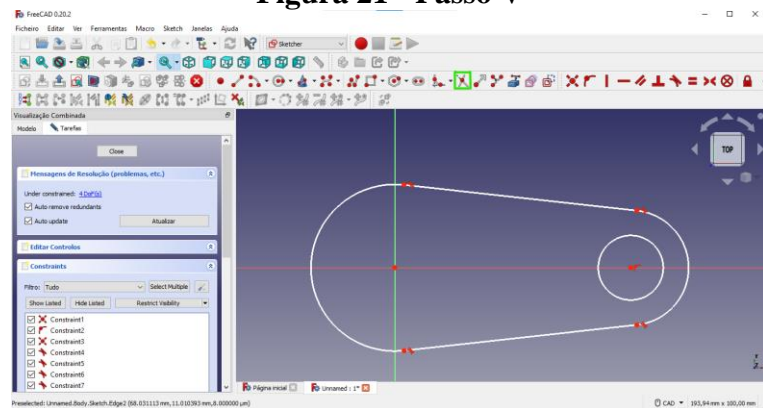 Figura 21 - Passo V
FreeCAD 0.20.2
Ficheiro Editar Ver Ferramentas Macro Sketch Janelas Ajuda
Sketcher
Visualização Combinada
Modelo Tarefas
Close
Mensagens de Resolução (problemas, etc.)
Under constrained: 4 DoF(s)
Auto remove redundants
Auto update Atualizar
Editar Controlos
Constraints
Filtro: Tudo Select Multiple
Show Listed Hide Listed Restrict Visibility
Constraint1
Constraint2
Constraint3
Constraint4
Constraint5
Constraint6
Constraint7
TOP
Página inicial Unnamed : 1*
Preselected: Unnamed.Body.Sketch.Edge2 (68.031113 mm, 11.010393 mm, 8.000000 µm) CAD 193,94 mm x 100,00 mm